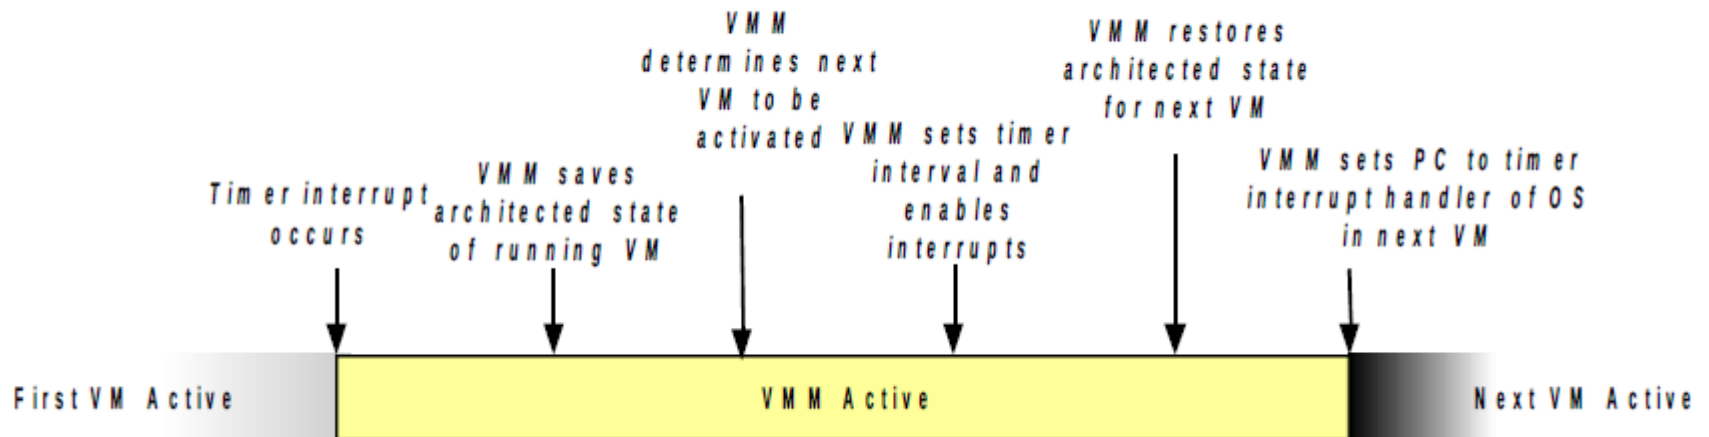 Timer interrupt
occurs
VMM saves
architected state
of running VM
VMM
determines next
VM to be
activated
VMM sets timer
interval and
enables
interrupts
VMM restores
architected state
for next VM
VMM sets PC to timer
interrupt handler of OS
in next VM
First VM Active
VMM Active
Next VM Active